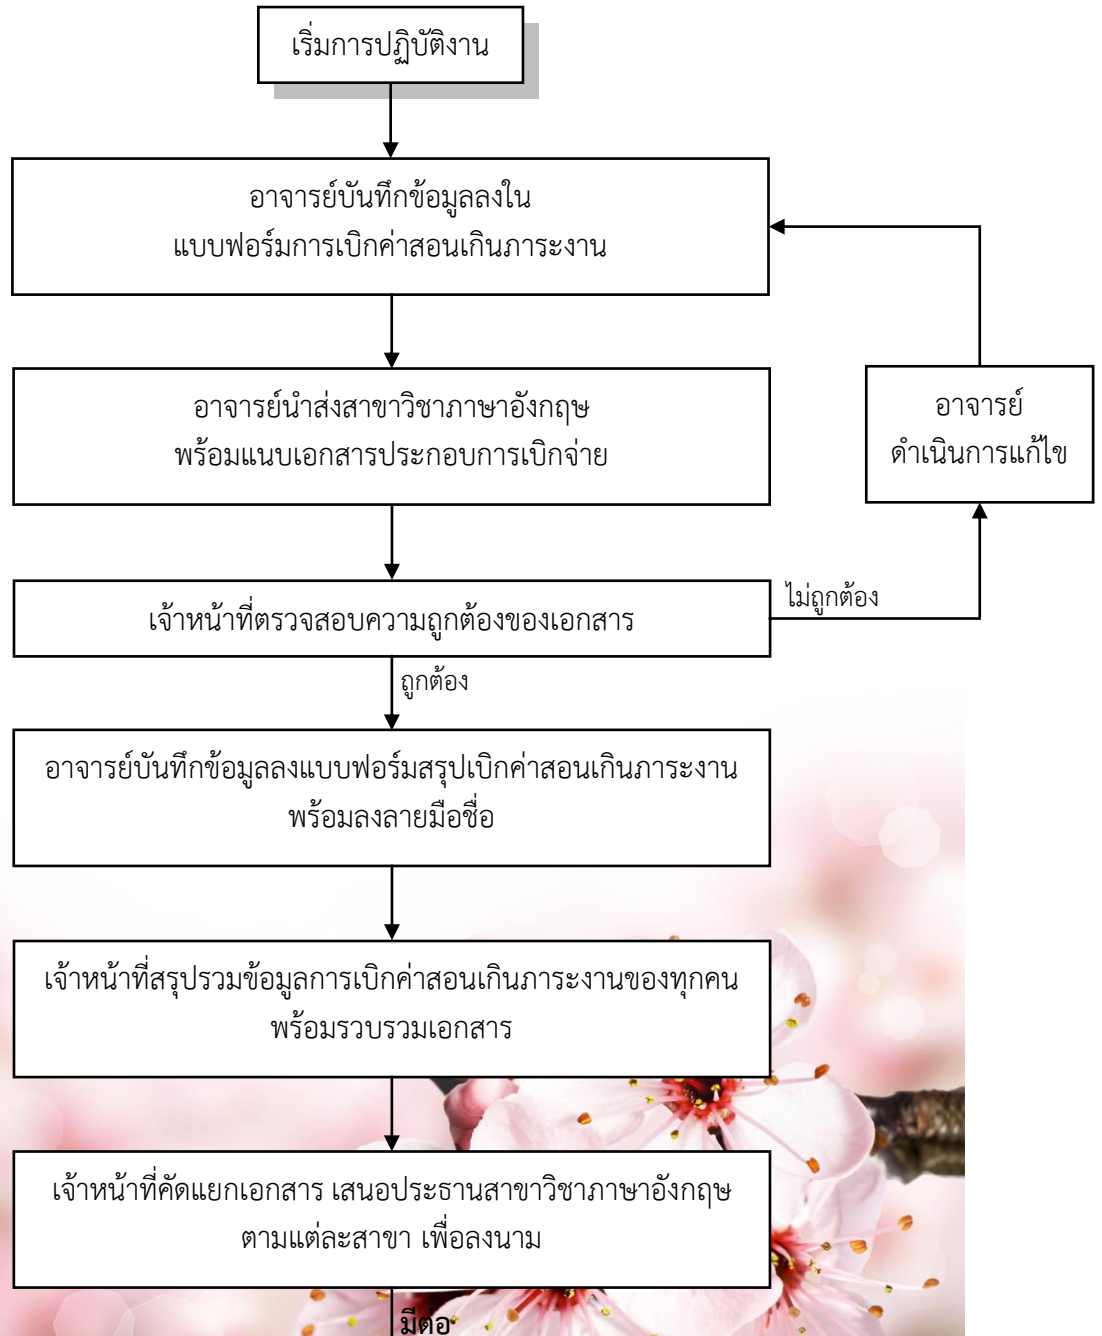 เริ่มการปฏิบัติงาน
อาจารย์บันทึกข้อมูลลงใน
แบบฟอร์มการเบิกค่าสอนเกินภาระงาน
อาจารย์นำส่งสาขาวิชาภาษาอังกฤษ
พร้อมแนบเอกสารประกอบการเบิกจ่าย
อาจารย์
ดำเนินการแก้ไข
เจ้าหน้าที่ตรวจสอบความถูกต้องของเอกสาร
ไม่ถูกต้อง
ถูกต้อง
อาจารย์บันทึกข้อมูลลงแบบฟอร์มสรุปเบิกค่าสอนเกินภาระงาน
พร้อมลงลายมือชื่อ
เจ้าหน้าที่สรุปรวมข้อมูลการเบิกค่าสอนเกินภาระงานของทุกคน
พร้อมรวบรวมเอกสาร
เจ้าหน้าที่คัดแยกเอกสาร เสนอประธานสาขาวิชาภาษาอังกฤษ
ตามแต่ละสาขา เพื่อลงนาม
มีต่อ